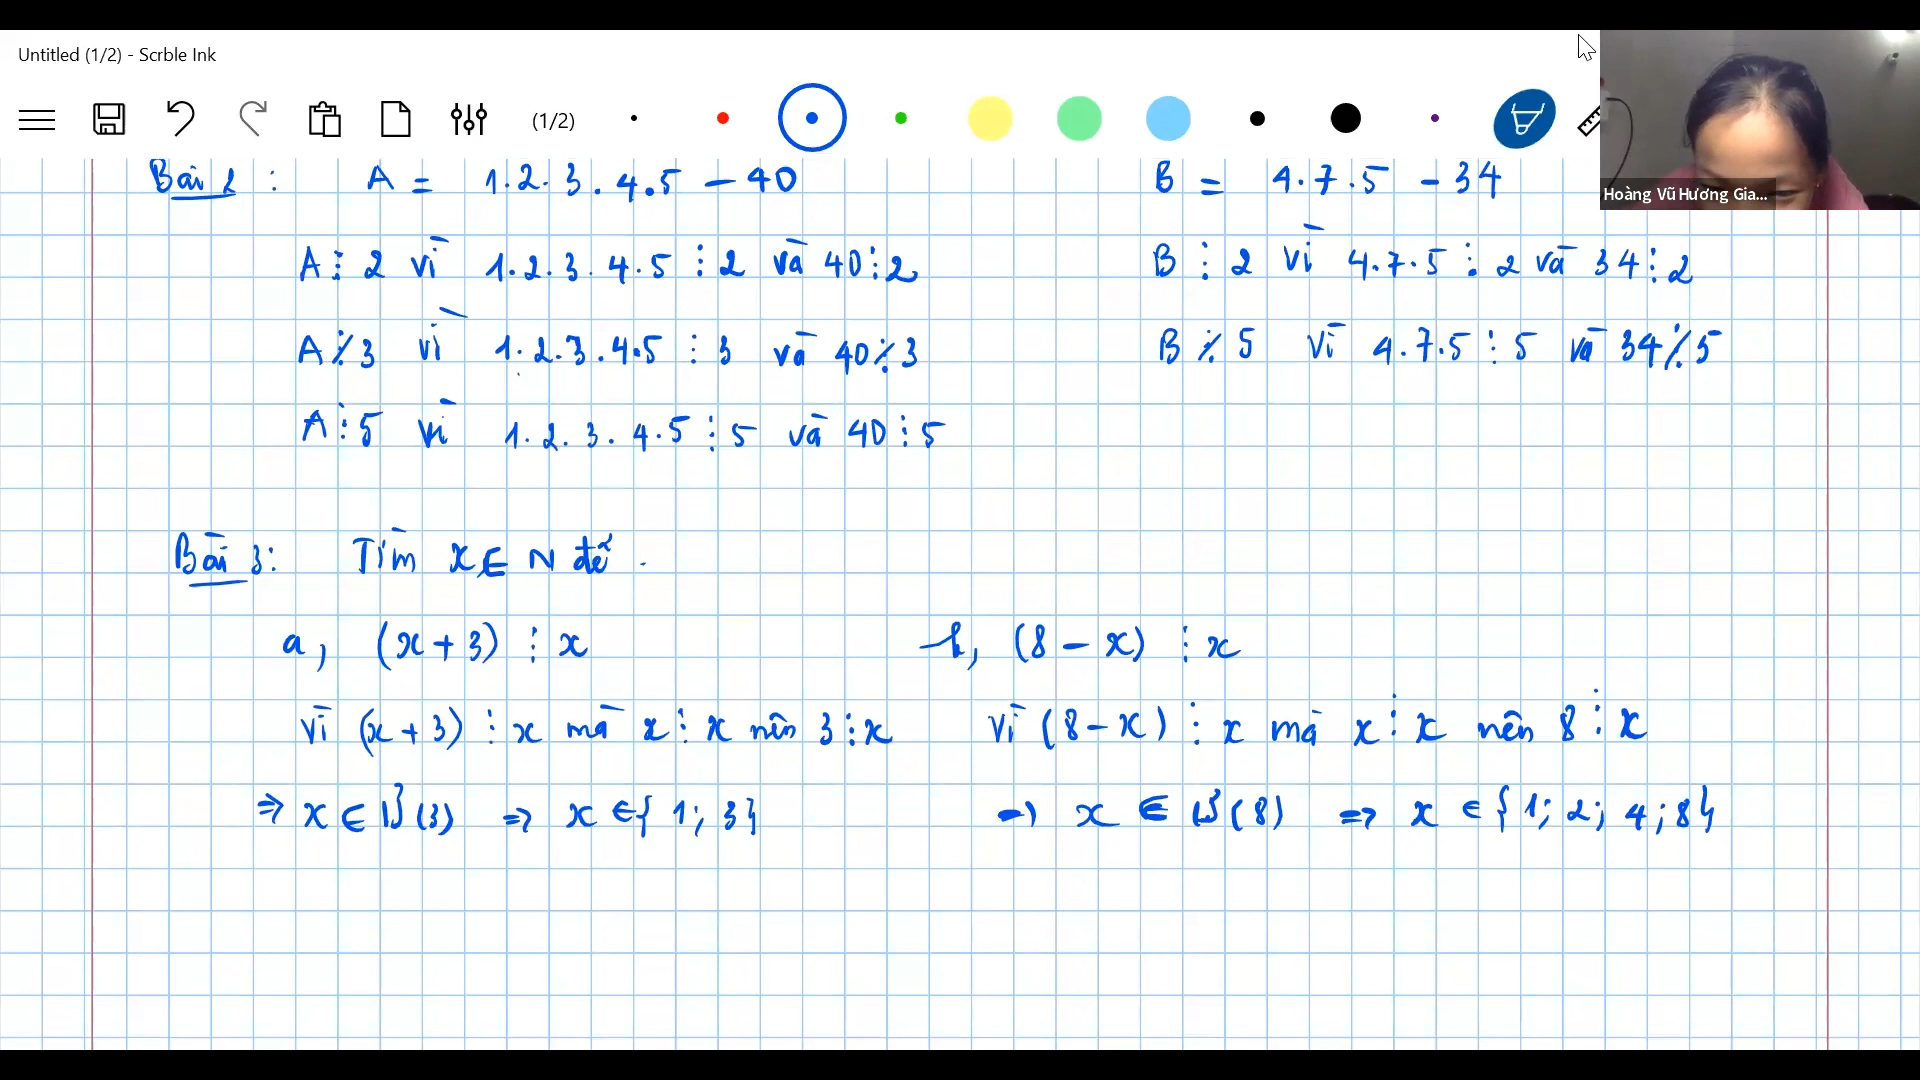 Untitled (1/2) - Scrble Ink
(1/2)
Hoàng Vũ Hương Gia...
Bài 2 : A = 1.2.3.4.5 - 40 B = 4.7.5 - 34
A ⋮ 2 vì 1.2.3.4.5 ⋮ 2 và 40 ⋮ 2 B ⋮ 2 vì 4.7.5 ⋮ 2 và 34 ⋮ 2
A ⋮̸ 3 vì 1.2.3.4.5 ⋮ 3 và 40 ⋮̸ 3 B ⋮̸ 5 vì 4.7.5 ⋮ 5 và 34 ⋮̸ 5
A ⋮ 5 vì 1.2.3.4.5 ⋮ 5 và 40 ⋮ 5
Bài 3: Tìm x ∈ N để .
a, (x + 3) ⋮ x b, (8 - x) ⋮ x
Vì (x + 3) ⋮ x mà x ⋮ x nên 3 ⋮ x Vì (8 - x) ⋮ x mà x ⋮ x nên 8 ⋮ x
⇒ x ∈ Ư(3) ⇒ x ∈ { 1; 3} ⇒ x ∈ Ư(8) ⇒ x ∈ { 1; 2; 4; 8}